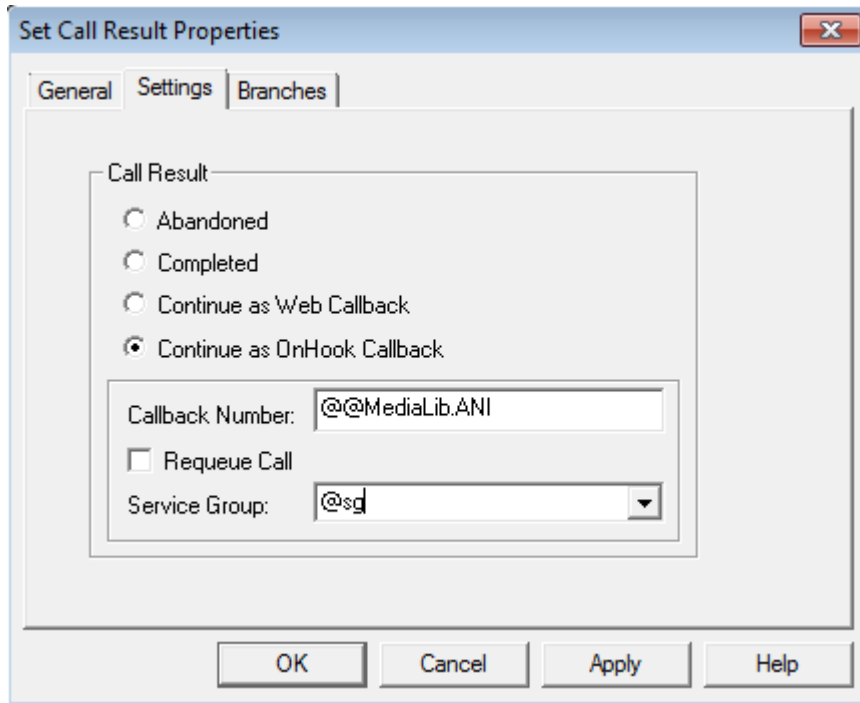 Set Call Result Properties
General Settings Branches
Call Result
Abandoned
Completed
Continue as Web Callback
Continue as OnHook Callback
Callback Number: @@MediaLib.ANI
Requeue Call
Service Group: @sg
OK Cancel Apply Help